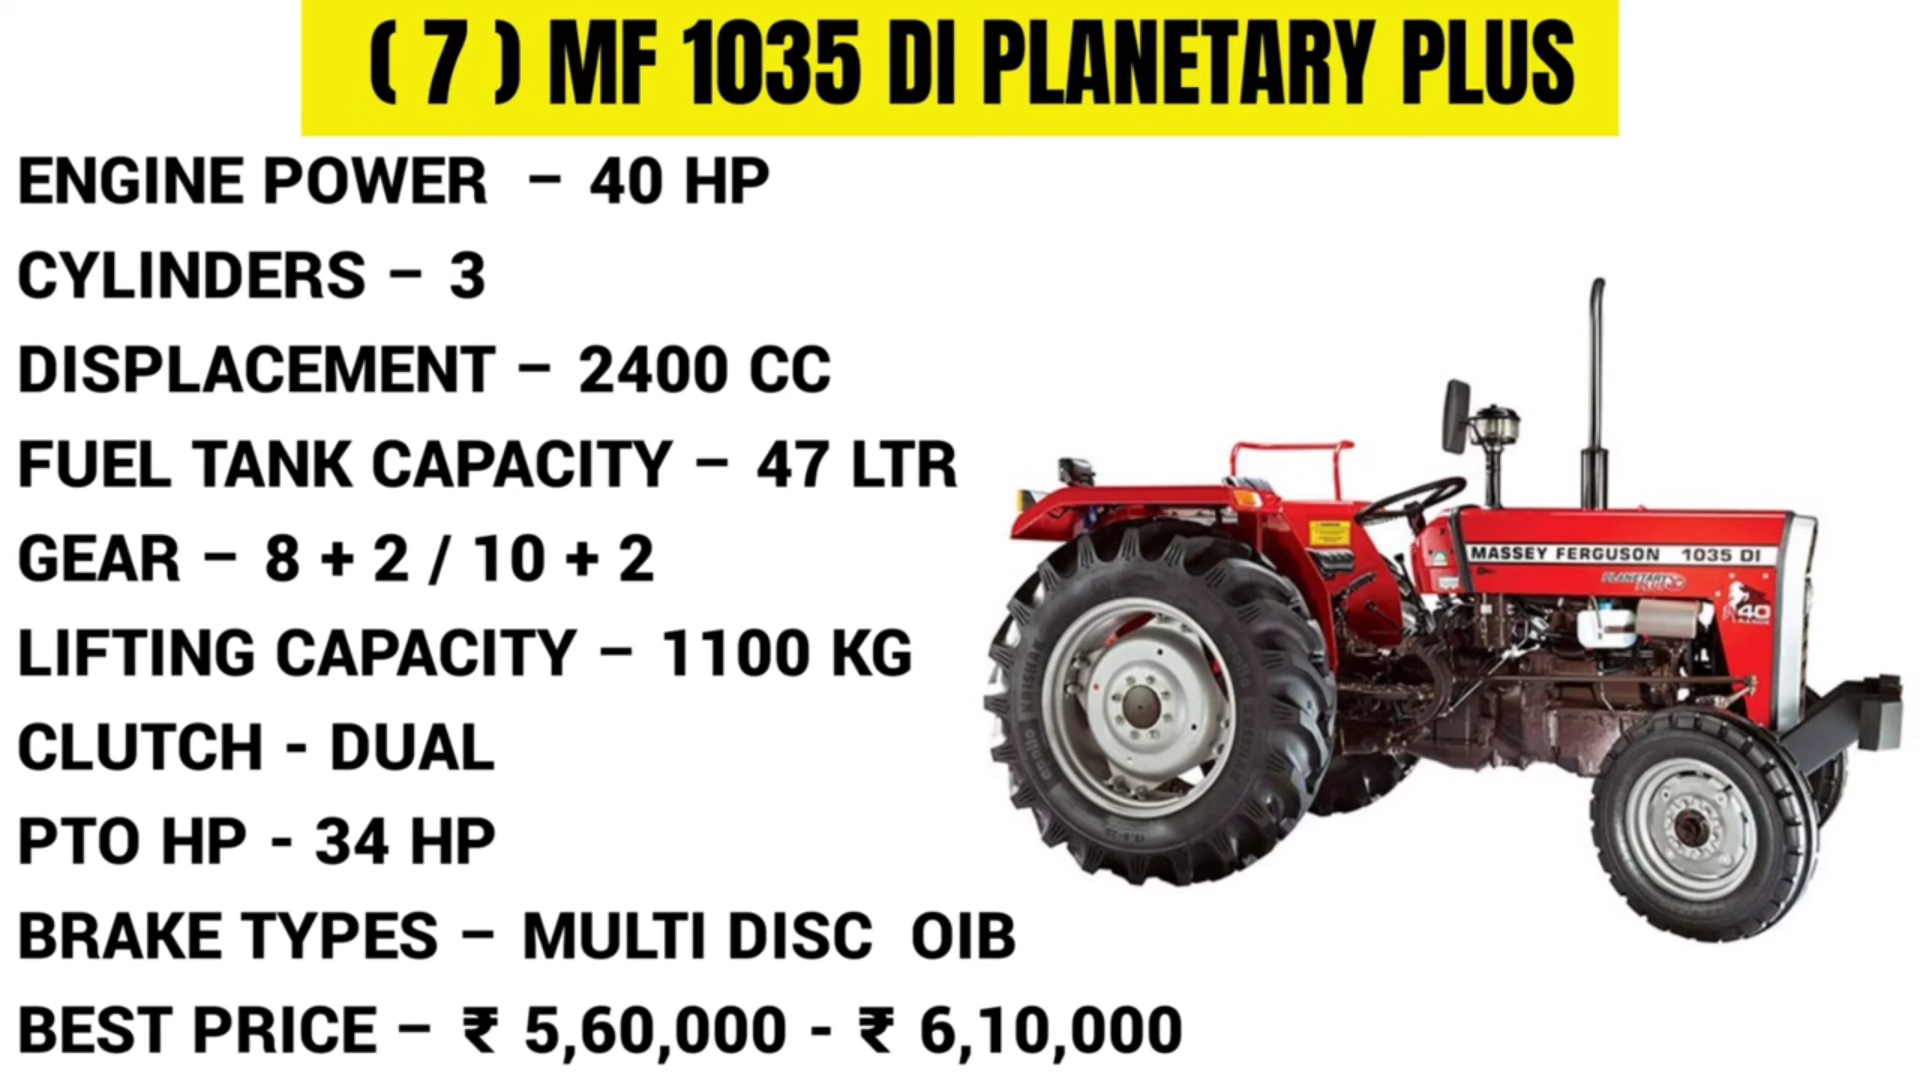 ( 7 ) MF 1035 DI PLANETARY PLUS
ENGINE POWER – 40 HP
CYLINDERS – 3
DISPLACEMENT – 2400 CC
FUEL TANK CAPACITY – 47 LTR
GEAR – 8 + 2 / 10 + 2
LIFTING CAPACITY – 1100 KG
CLUTCH - DUAL
PTO HP - 34 HP
BRAKE TYPES – MULTI DISC OIB
BEST PRICE – ₹ 5,60,000 - ₹ 6,10,000
MASSEY FERGUSON 1035 DI
PLANETARY PLUS
40